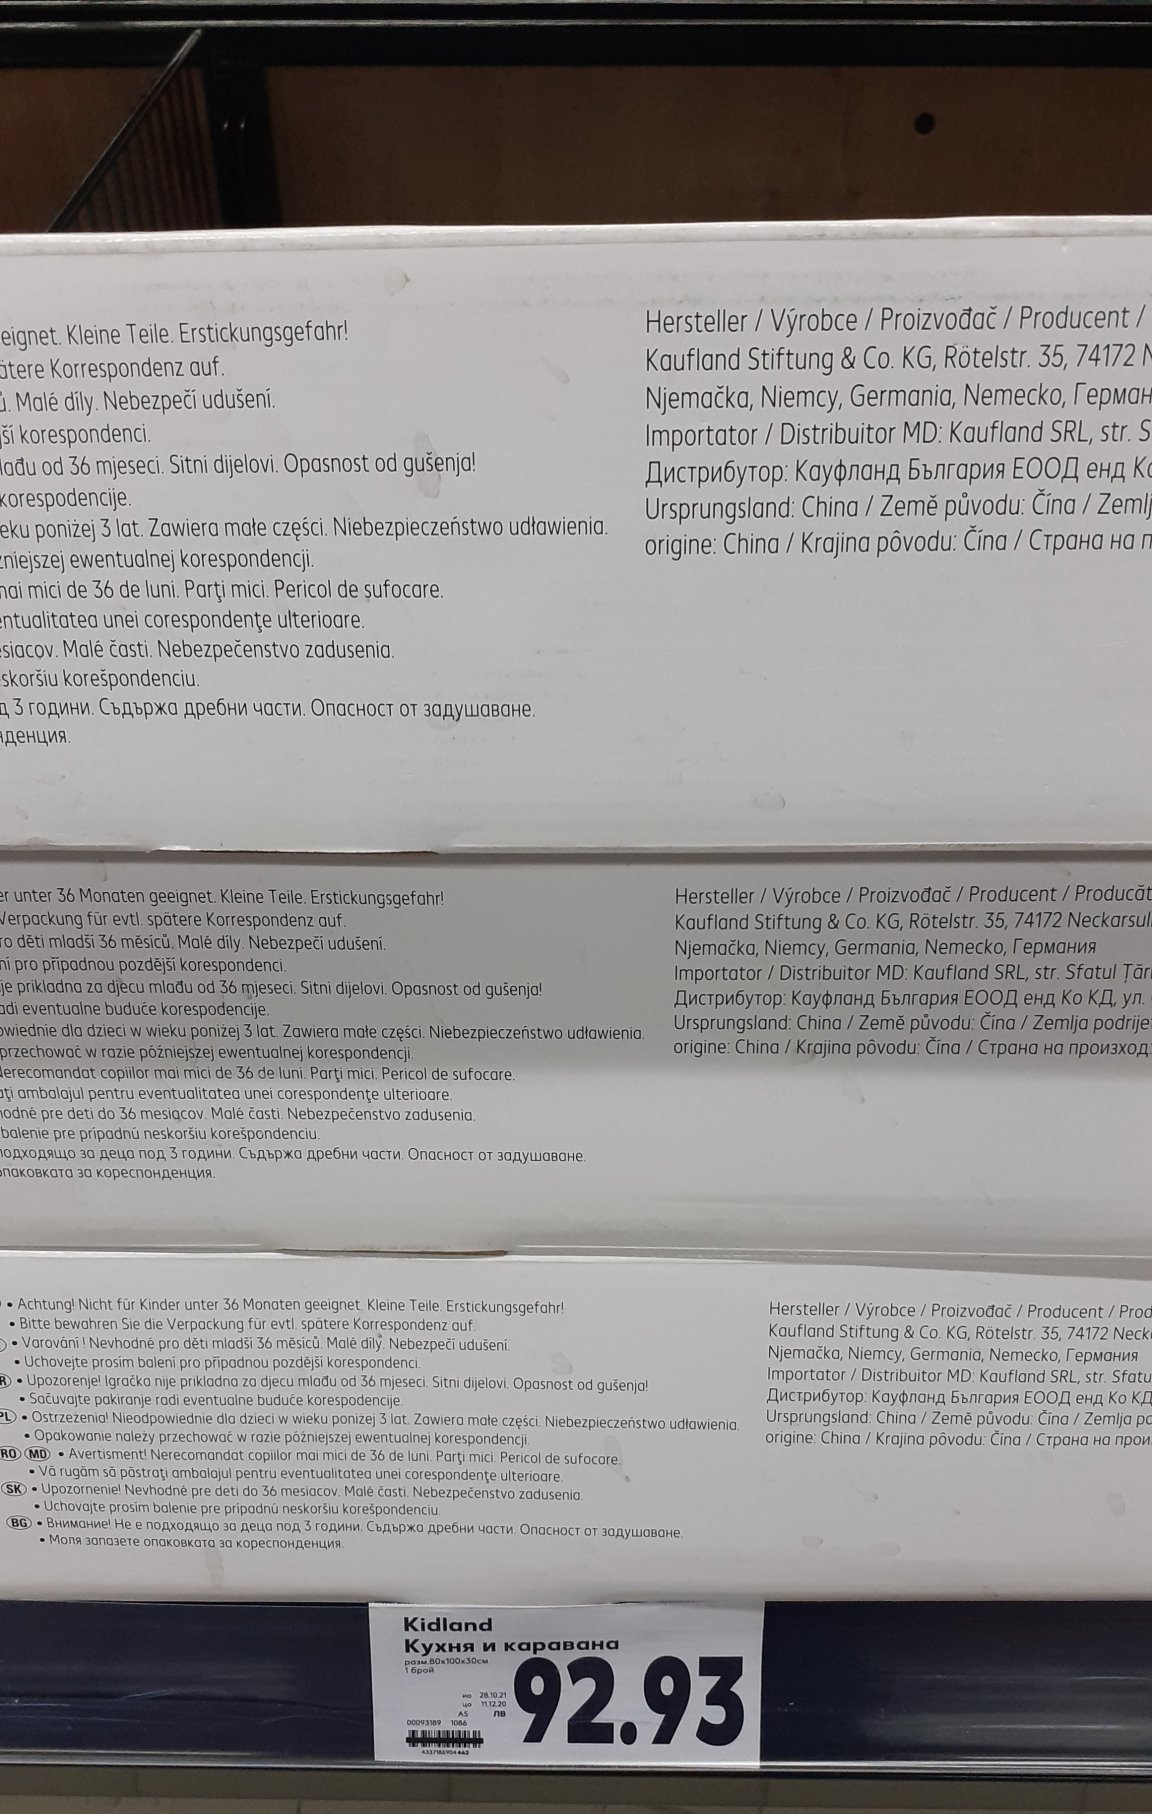 eignet. Kleine Teile. Erstickungsgefahr!
ätere Korrespondenz auf.
ů. Malé díly. Nebezpečí udušení.
jší korespondenci.
lađu od 36 mjeseci. Sitni dijelovi. Opasnost od gušenja!
korespodencije.
eku poniżej 3 lat. Zawiera małe części. Niebezpieczeństwo udławienia.
źniejszej ewentualnej korespondencji.
mai mici de 36 de luni. Parţi mici. Pericol de sufocare.
entualitatea unei corespondenţe ulterioare.
esiacov. Malé časti. Nebezpečenstvo zadusenia.
skoršiu korešpondenciu.
д 3 години. Съдържа дребни части. Опасност от задушаване.
нденция.
Hersteller / Výrobce / Proizvođač / Producent /
Kaufland Stiftung & Co. KG, Rötelstr. 35, 74172 N
Njemačka, Niemcy, Germania, Nemecko, Герман
Importator / Distribuitor MD: Kaufland SRL, str. S
Дистрибутор: Кауфланд България ЕООД енд Ко
Ursprungsland: China / Země původu: Čína / Zemlj
origine: China / Krajina pôvodu: Čína / Страна на п
er unter 36 Monaten geeignet. Kleine Teile. Erstickungsgefahr!
Verpackung für evtl. spätere Korrespondenz auf.
ro děti mladší 36 měsíců. Malé díly. Nebezpečí udušení.
ní pro případnou pozdější korespondenci.
ije prikladna za djecu mlađu od 36 mjeseci. Sitni dijelovi. Opasnost od gušenja!
adi eventualne buduće korespodencije.
owiednie dla dzieci w wieku poniżej 3 lat. Zawiera małe części. Niebezpieczeństwo udławienia.
przechować w razie późniejszej ewentualnej korespondencji.
Nerecomandat copiilor mai mici de 36 de luni. Parţi mici. Pericol de sufocare.
aţi ambalajul pentru eventualitatea unei corespondenţe ulterioare.
hodné pre deti do 36 mesiacov. Malé časti. Nebezpečenstvo zadusenia.
balenie pre prípadnú neskoršiu korešpondenciu.
подходящо за деца под 3 години. Съдържа дребни части. Опасност от задушаване.
опаковката за кореспонденция.
Hersteller / Výrobce / Proizvođač / Producent / Producăt
Kaufland Stiftung & Co. KG, Rötelstr. 35, 74172 Neckarsul
Njemačka, Niemcy, Germania, Nemecko, Германия
Importator / Distribuitor MD: Kaufland SRL, str. Sfatul Țări
Дистрибутор: Кауфланд България ЕООД енд Ко КД, ул.
Ursprungsland: China / Země původu: Čína / Zemlja podrijet
origine: China / Krajina pôvodu: Čína / Страна на произход:
• Achtung! Nicht für Kinder unter 36 Monaten geeignet. Kleine Teile. Erstickungsgefahr!
• Bitte bewahren Sie die Verpackung für evtl. spätere Korrespondenz auf.
• Varování ! Nevhodné pro děti mladší 36 měsíců. Malé díly. Nebezpečí udušení.
• Uchovejte prosím balení pro případnou pozdější korespondenci.
R • Upozorenje! Igračka nije prikladna za djecu mlađu od 36 mjeseci. Sitni dijelovi. Opasnost od gušenja!
• Sačuvajte pakiranje radi eventualne buduće korespodencije.
PL • Ostrzeżenia! Nieodpowiednie dla dzieci w wieku poniżej 3 lat. Zawiera małe części. Niebezpieczeństwo udławienia.
• Opakowanie należy przechować w razie późniejszej ewentualnej korespondencji.
RO MD • Avertisment! Nerecomandat copiilor mai mici de 36 de luni. Parţi mici. Pericol de sufocare.
• Vă rugăm să păstraţi ambalajul pentru eventualitatea unei corespondenţe ulterioare.
SK • Upozornenie! Nevhodné pre deti do 36 mesiacov. Malé časti. Nebezpečenstvo zadusenia.
• Uchovajte prosím balenie pre prípadnú neskoršiu korešpondenciu.
BG • Внимание! Не е подходящо за деца под 3 години. Съдържа дребни части. Опасност от задушаване.
• Моля запазете опаковката за кореспонденция.
Hersteller / Výrobce / Proizvođač / Producent / Prod
Kaufland Stiftung & Co. KG, Rötelstr. 35, 74172 Neck
Njemačka, Niemcy, Germania, Nemecko, Германия
Importator / Distribuitor MD: Kaufland SRL, str. Sfatu
Дистрибутор: Кауфланд България ЕООД енд Ко КД
Ursprungsland: China / Země původu: Čína / Zemlja po
origine: China / Krajina pôvodu: Čína / Страна на прои
Kidland
Кухня и каравана
разм.80x100x30см
1 брой
92.93
ио 28.10.21
цо 11.12.20
AS лв
00093189 1086
4337185904462